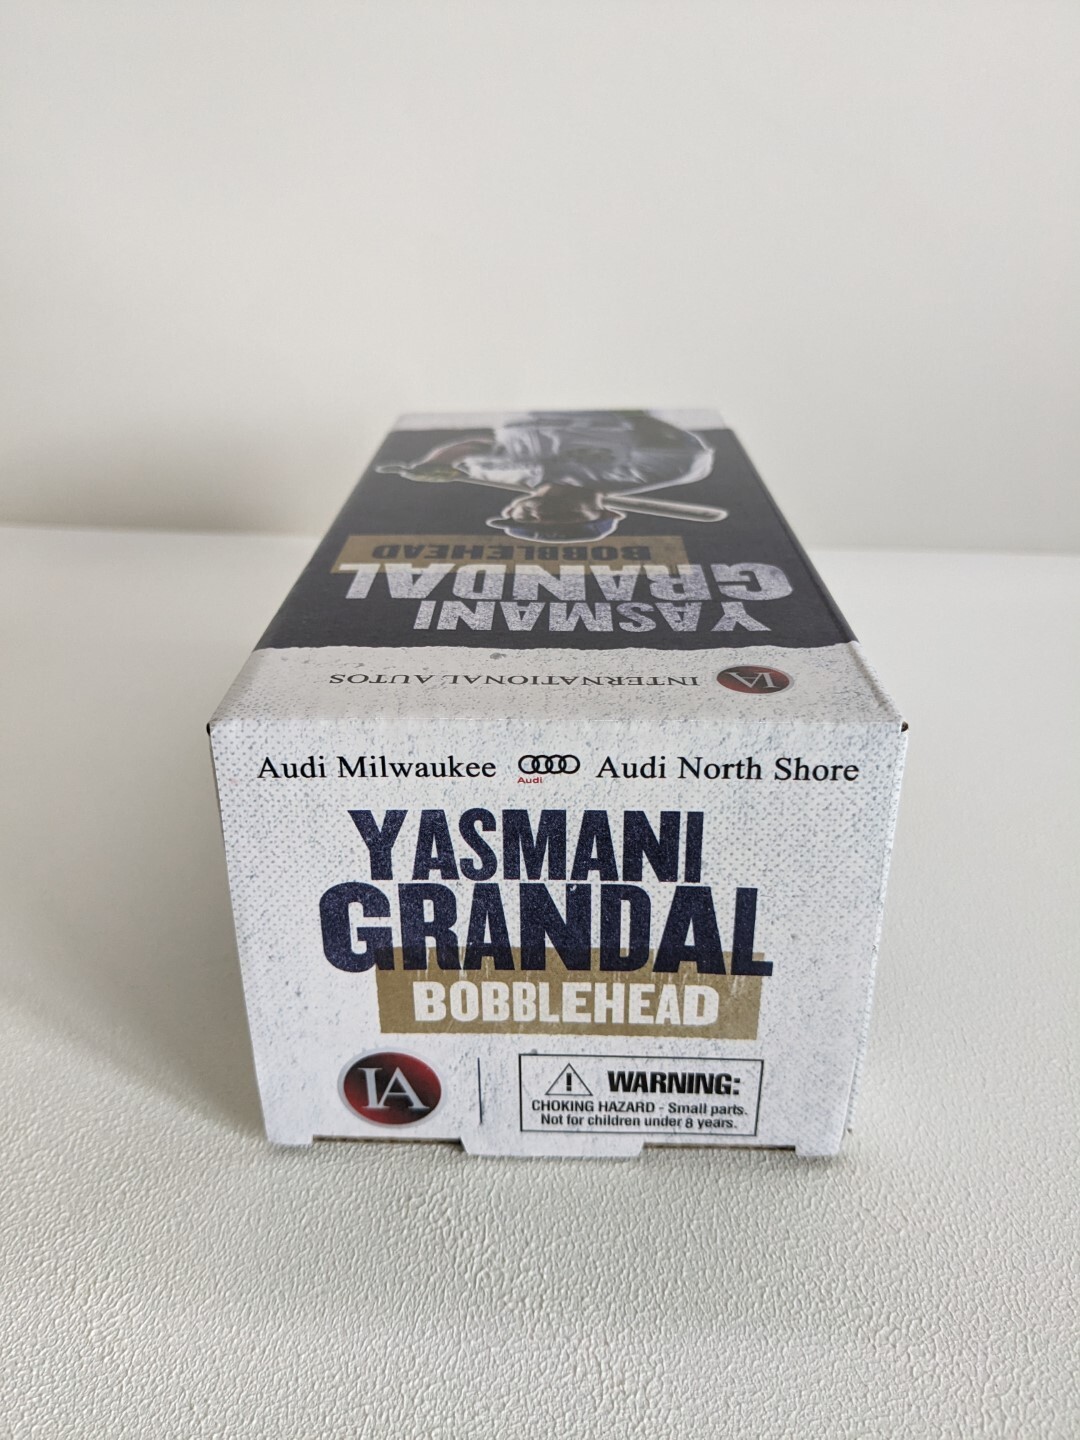 BOBBLEHEAD
GRANDAL
YASMANI
IA INTERNATIONAL AUTOS
Audi Milwaukee Audi Audi North Shore
YASMANI
GRANDAL
BOBBLEHEAD
IA
WARNING:
CHOKING HAZARD - Small parts.
Not for children under 8 years.